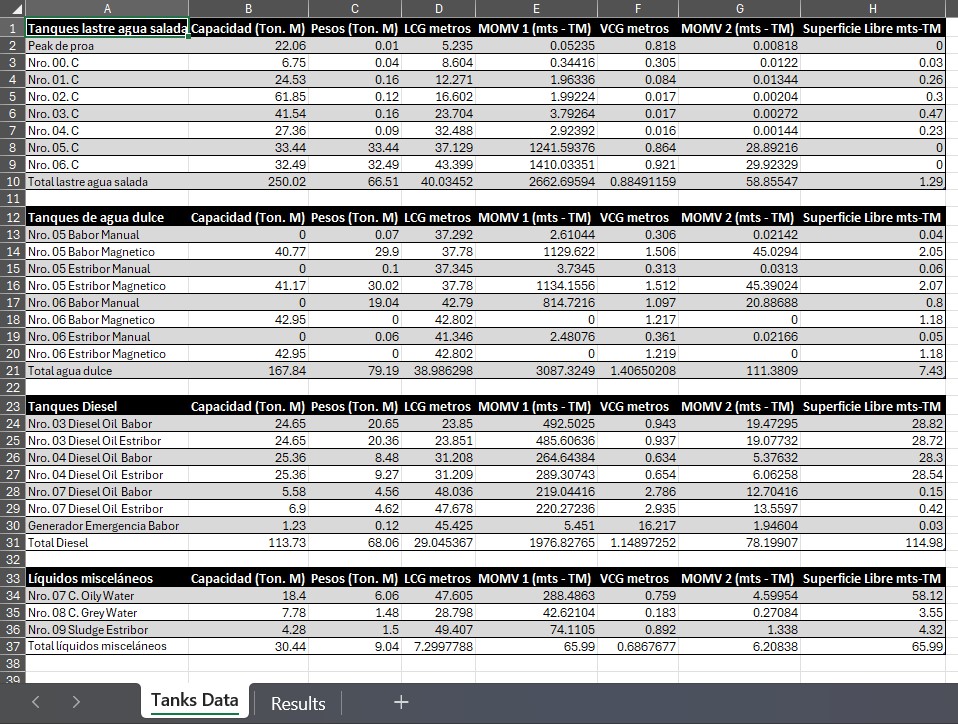 A B C D E F G H
1 Tanques lastre agua salada Capacidad (Ton. M) Pesos (Ton. M) LCG metros MOMV 1 (mts - TM) VCG metros MOMV 2 (mts - TM) Superficie Libre mts-TM
2 Peak de proa 22.06 0.01 5.235 0.05235 0.818 0.00818 0
3 Nro. 00. C 6.75 0.04 8.604 0.34416 0.305 0.0122 0.03
4 Nro. 01. C 24.53 0.16 12.271 1.96336 0.084 0.01344 0.26
5 Nro. 02. C 61.85 0.12 16.602 1.99224 0.017 0.00204 0.3
6 Nro. 03. C 41.54 0.16 23.704 3.79264 0.017 0.00272 0.47
7 Nro. 04. C 27.36 0.09 32.488 2.92392 0.016 0.00144 0.23
8 Nro. 05. C 33.44 33.44 37.129 1241.59376 0.864 28.89216 0
9 Nro. 06. C 32.49 32.49 43.399 1410.03351 0.921 29.92329 0
10 Total lastre agua salada 250.02 66.51 40.03452 2662.69594 0.88491159 58.85547 1.29
11
12 Tanques de agua dulce Capacidad (Ton. M) Pesos (Ton. M) LCG metros MOMV 1 (mts - TM) VCG metros MOMV 2 (mts - TM) Superficie Libre mts-TM
13 Nro. 05 Babor Manual 0 0.07 37.292 2.61044 0.306 0.02142 0.04
14 Nro. 05 Babor Magnetico 40.77 29.9 37.78 1129.622 1.506 45.0294 2.05
15 Nro. 05 Estribor Manual 0 0.1 37.345 3.7345 0.313 0.0313 0.06
16 Nro. 05 Estribor Magnetico 41.17 30.02 37.78 1134.1556 1.512 45.39024 2.07
17 Nro. 06 Babor Manual 0 19.04 42.79 814.7216 1.097 20.88688 0.8
18 Nro. 06 Babor Magnetico 42.95 0 42.802 0 1.217 0 1.18
19 Nro. 06 Estribor Manual 0 0.06 41.346 2.48076 0.361 0.02166 0.05
20 Nro. 06 Estribor Magnetico 42.95 0 42.802 0 1.219 0 1.18
21 Total agua dulce 167.84 79.19 38.986298 3087.3249 1.40650208 111.3809 7.43
22
23 Tanques Diesel Capacidad (Ton. M) Pesos (Ton. M) LCG metros MOMV 1 (mts - TM) VCG metros MOMV 2 (mts - TM) Superficie Libre mts-TM
24 Nro. 03 Diesel Oil Babor 24.65 20.65 23.85 492.5025 0.943 19.47295 28.82
25 Nro. 03 Diesel Oil Estribor 24.65 20.36 23.851 485.60636 0.937 19.07732 28.72
26 Nro. 04 Diesel Oil Babor 25.36 8.48 31.208 264.64384 0.634 5.37632 28.3
27 Nro. 04 Diesel Oil Estribor 25.36 9.27 31.209 289.30743 0.654 6.06258 28.54
28 Nro. 07 Diesel Oil Babor 5.58 4.56 48.036 219.04416 2.786 12.70416 0.15
29 Nro. 07 Diesel Oil Estribor 6.9 4.62 47.678 220.27236 2.935 13.5597 0.42
30 Generador Emergencia Babor 1.23 0.12 45.425 5.451 16.217 1.94604 0.03
31 Total Diesel 113.73 68.06 29.045367 1976.82765 1.14897252 78.19907 114.98
32
33 Líquidos misceláneos Capacidad (Ton. M) Pesos (Ton. M) LCG metros MOMV 1 (mts - TM) VCG metros MOMV 2 (mts - TM) Superficie Libre mts-TM
34 Nro. 07 C. Oily Water 18.4 6.06 47.605 288.4863 0.759 4.59954 58.12
35 Nro. 08 C. Grey Water 7.78 1.48 28.798 42.62104 0.183 0.27084 3.55
36 Nro. 09 Sludge Estribor 4.28 1.5 49.407 74.1105 0.892 1.338 4.32
37 Total líquidos misceláneos 30.44 9.04 7.2997788 65.99 0.6867677 6.20838 65.99
38
39
Tanks Data Results